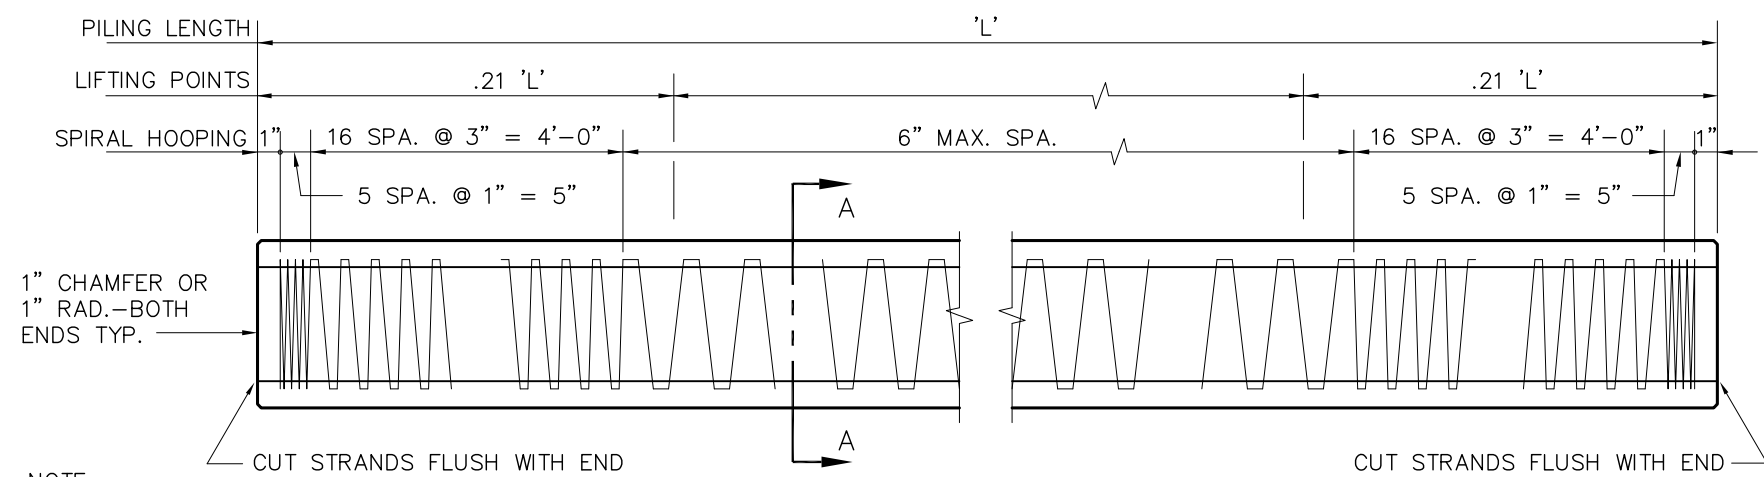 PILING LENGTH 'L'
LIFTING POINTS .21 'L' .21 'L'
SPIRAL HOOPING 1" 16 SPA. @ 3" = 4'-0" 6" MAX. SPA. 16 SPA. @ 3" = 4'-0" 1"
5 SPA. @ 1" = 5" 5 SPA. @ 1" = 5"
A
1" CHAMFER OR
1" RAD.-BOTH
ENDS TYP.
A
CUT STRANDS FLUSH WITH END CUT STRANDS FLUSH WITH END
NOTE